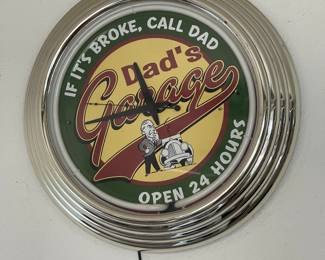 IF IT'S BROKE, CALL DAD
Dad's
Garage
OPEN 24 HOURS